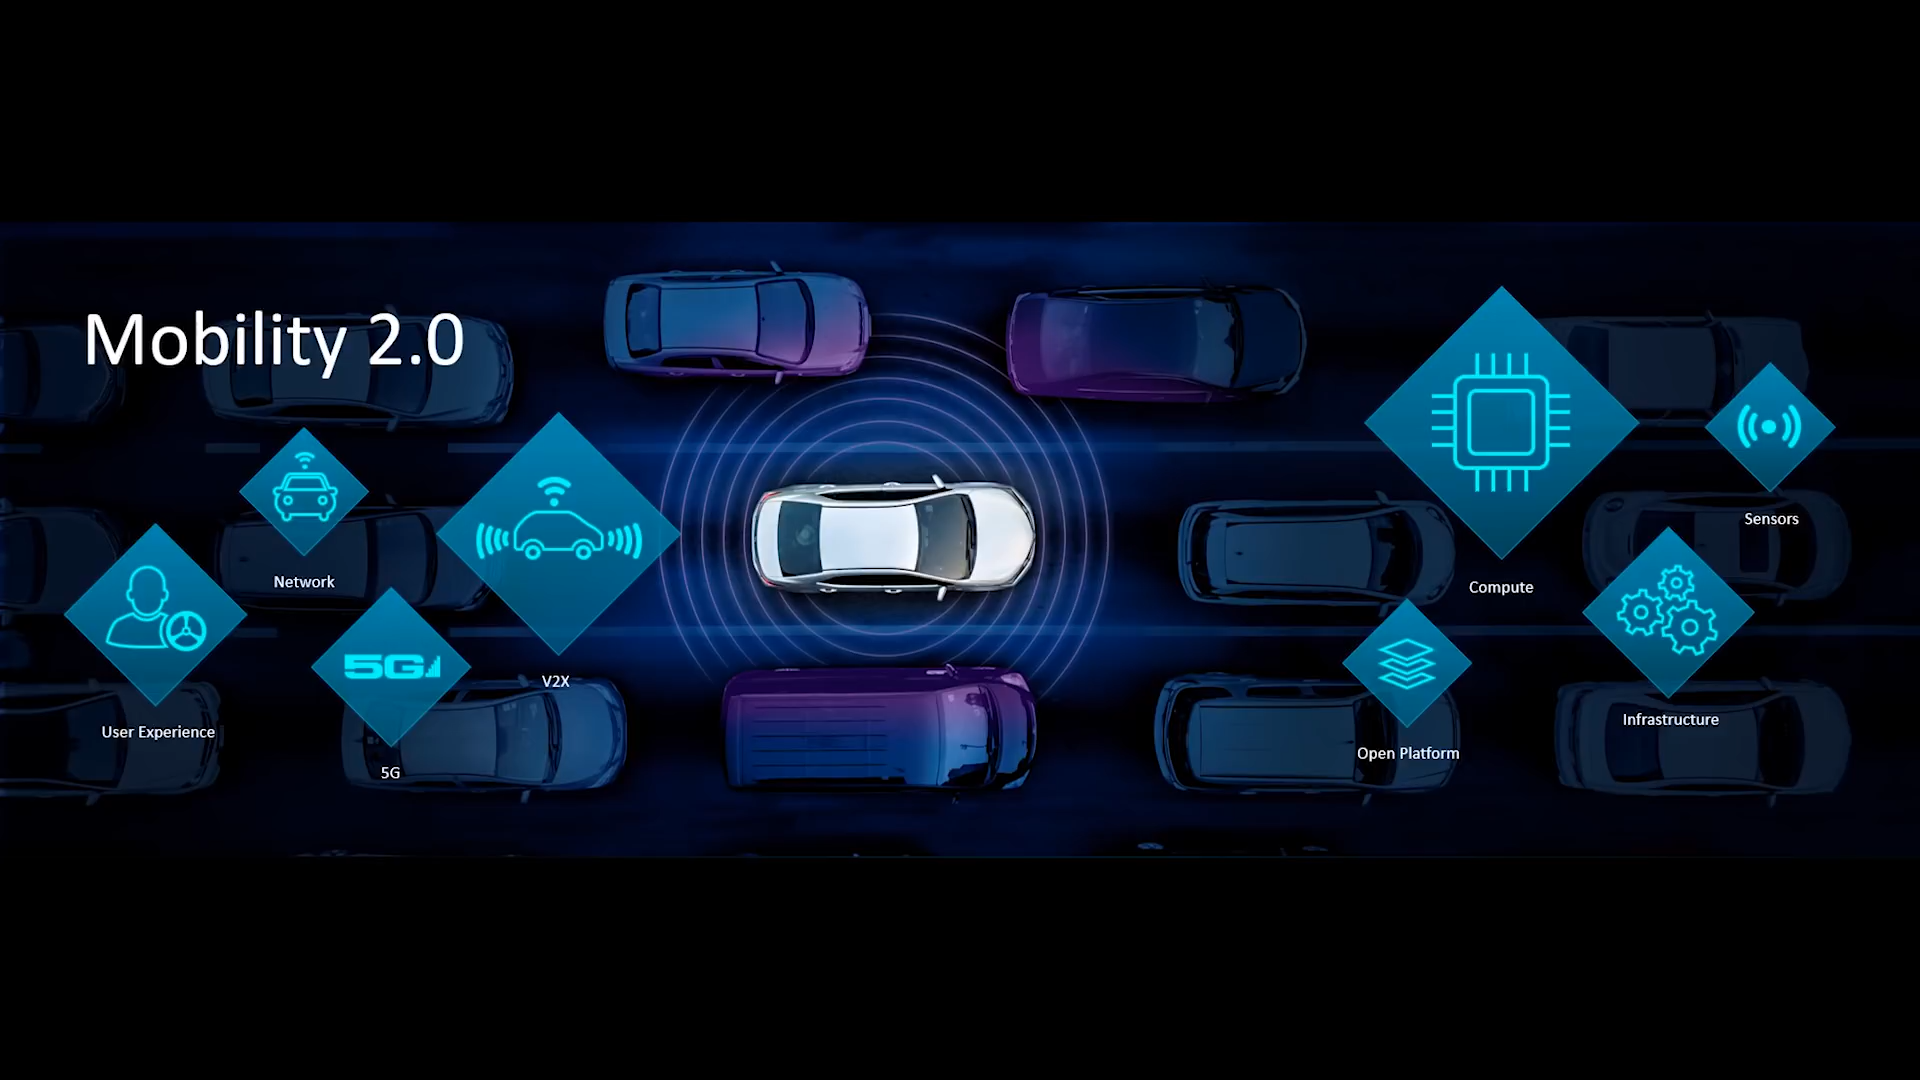 Mobility 2.0
Network
User Experience
5G
5G
V2X
Compute
Sensors
Open Platform
Infrastructure